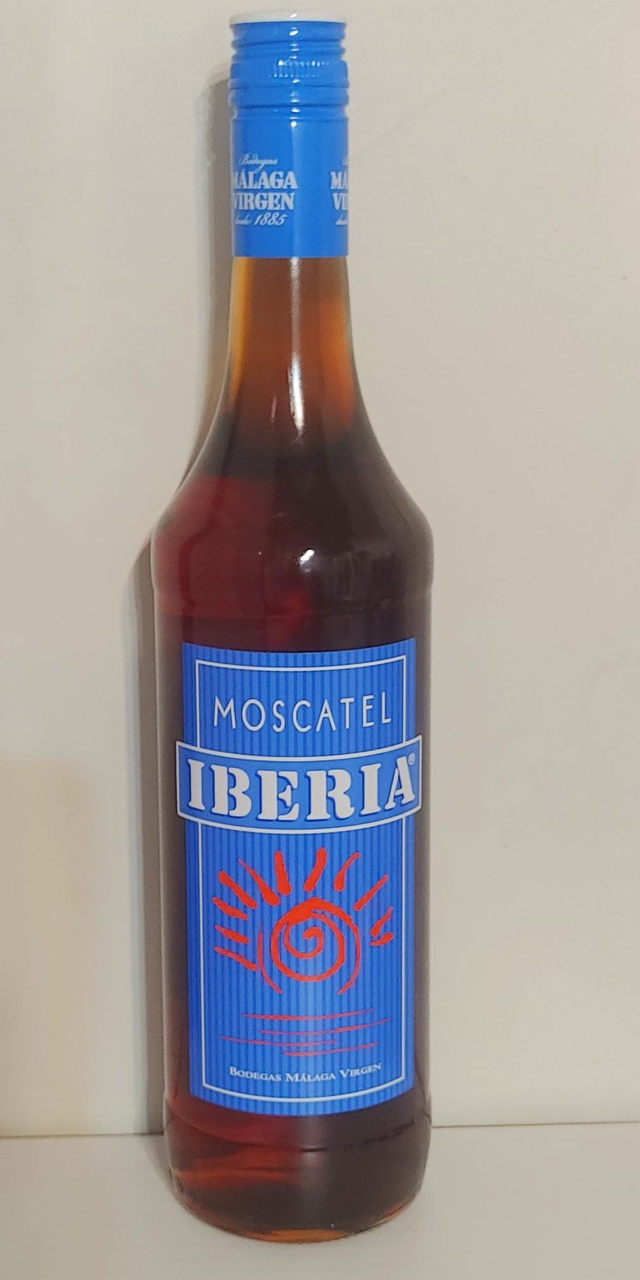 Bodegas
MÁLAGA
VIRGEN
desde 1885
MOSCATEL
IBERIA®
BODEGAS MÁLAGA VIRGEN